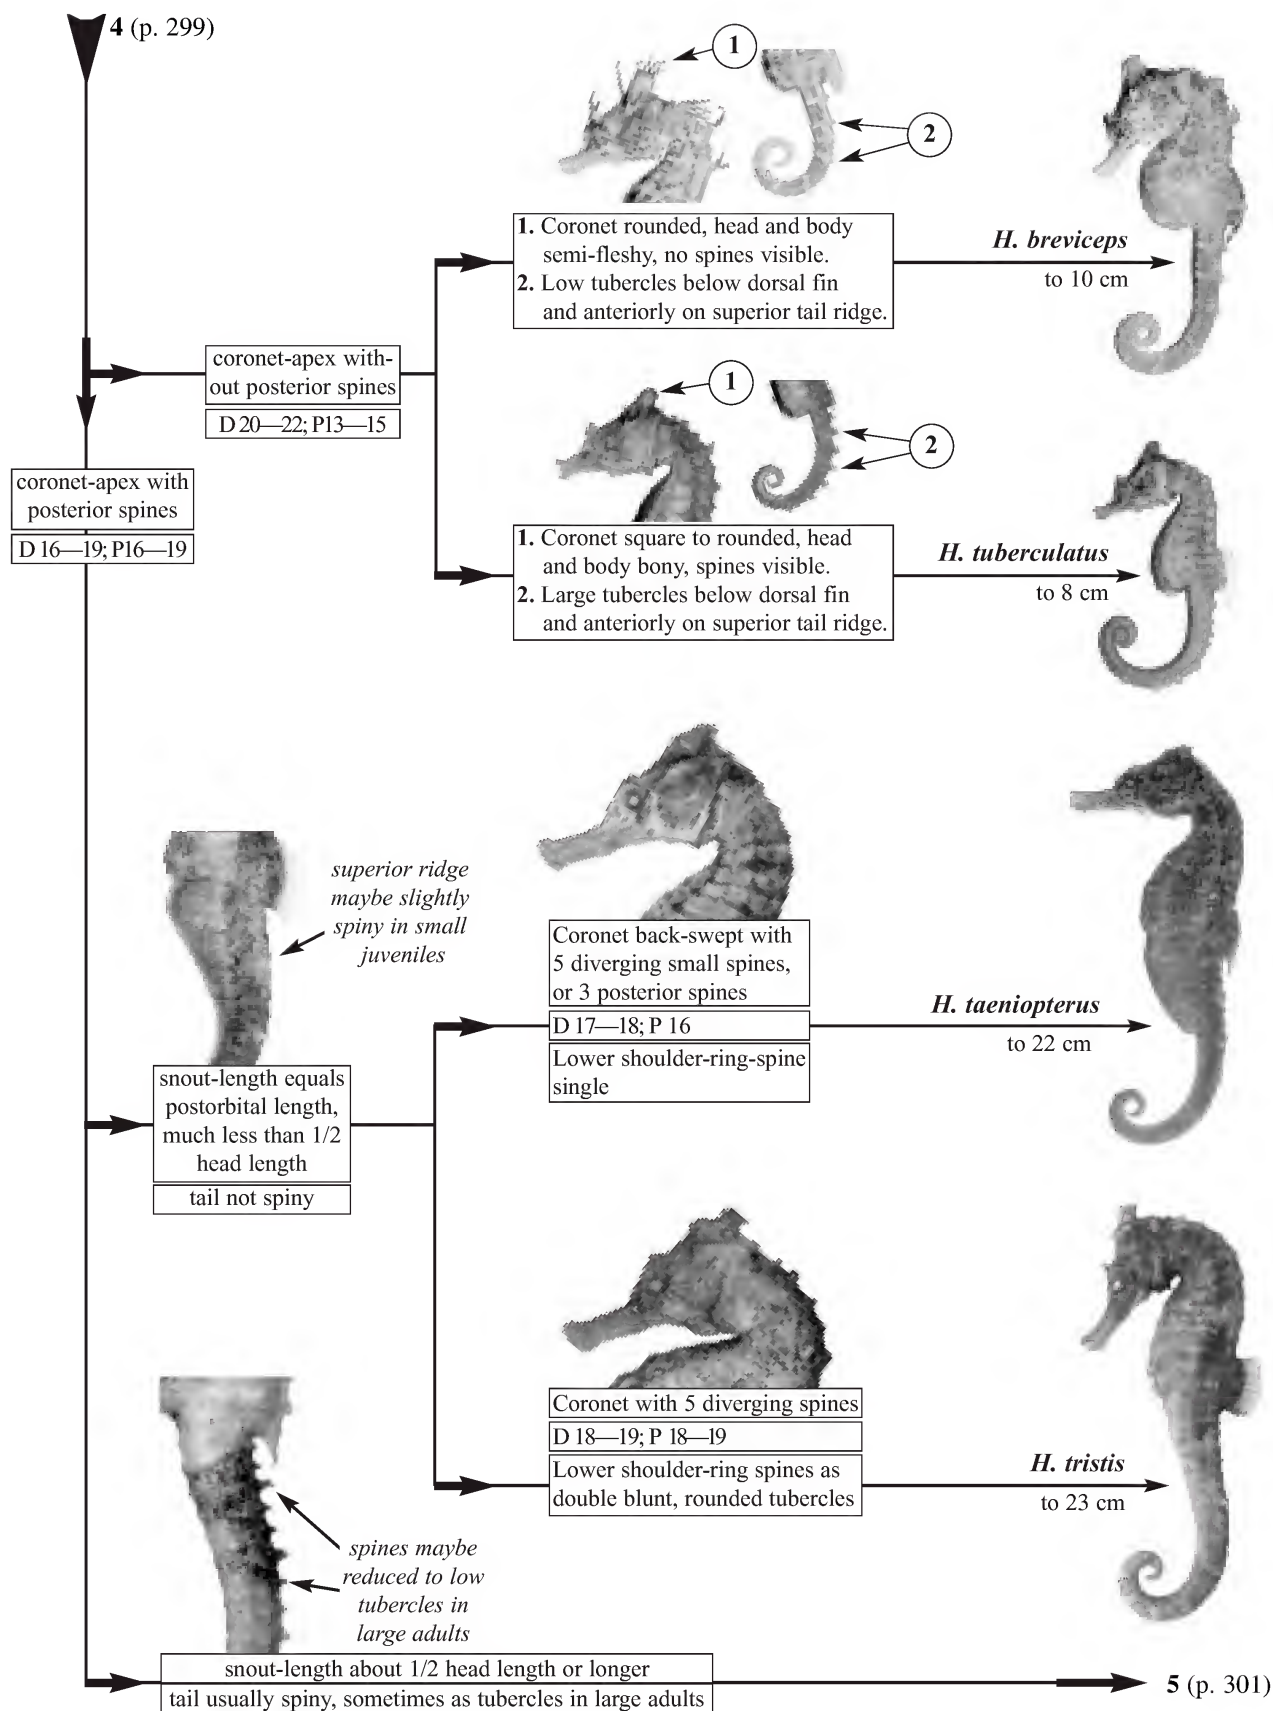 4 (p. 299)
1
2
1. Coronet rounded, head and body
semi-fleshy, no spines visible.
2. Low tubercles below dorsal fin
and anteriorly on superior tail ridge.
H. breviceps
to 10 cm
coronet-apex with-
out posterior spines
D 20—22; P13—15
1
2
coronet-apex with
posterior spines
D 16—19; P16—19
1. Coronet square to rounded, head
and body bony, spines visible.
2. Large tubercles below dorsal fin
and anteriorly on superior tail ridge.
H. tuberculatus
to 8 cm
superior ridge
maybe slightly
spiny in small
juveniles
Coronet back-swept with
5 diverging small spines,
or 3 posterior spines
D 17—18; P 16
Lower shoulder-ring-spine
single
H. taeniopterus
to 22 cm
snout-length equals
postorbital length,
much less than 1/2
head length
tail not spiny
Coronet with 5 diverging spines
D 18—19; P 18—19
Lower shoulder-ring spines as
double blunt, rounded tubercles
H. tristis
to 23 cm
spines maybe
reduced to low
tubercles in
large adults
snout-length about 1/2 head length or longer
tail usually spiny, sometimes as tubercles in large adults
5 (p. 301)